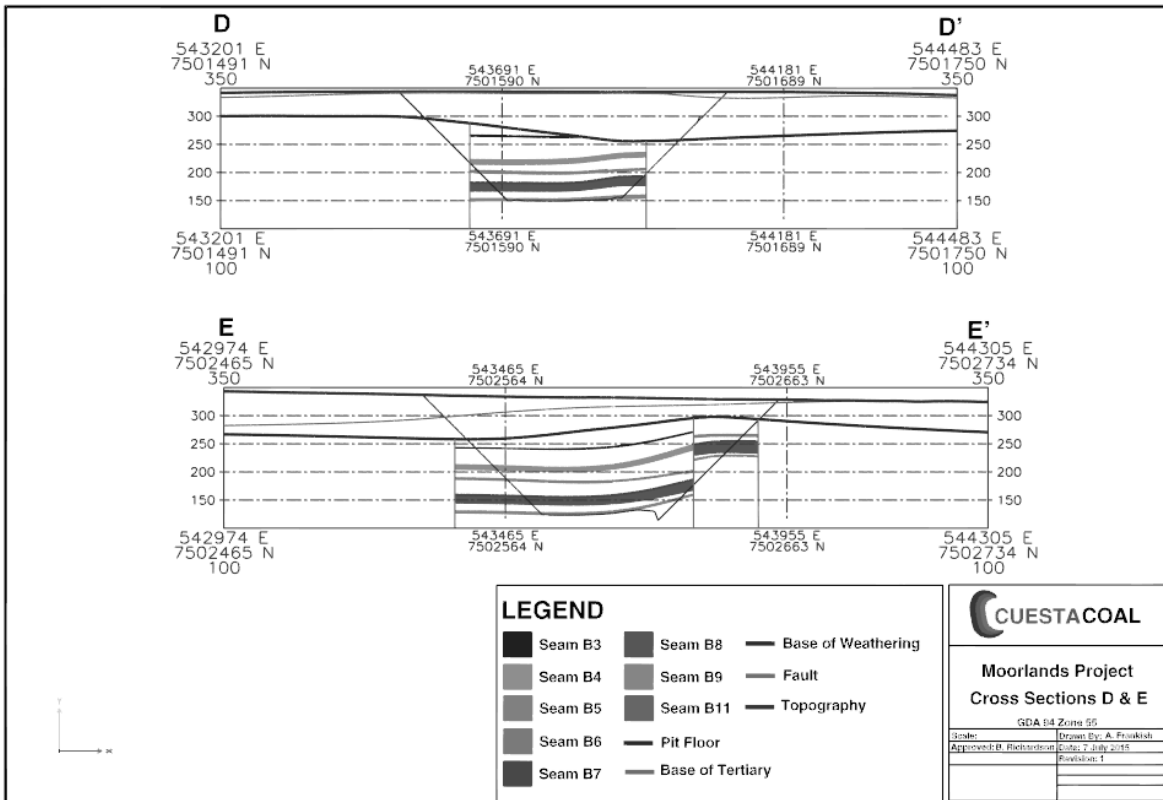 D D'
543201 E
7501491 N
350
543691 E
7501590 N
544181 E
7501689 N
544483 E
7501750 N
350
300 300
250 250
200 200
150 150
543201 E
7501491 N
100
543691 E
7501590 N
544181 E
7501689 N
544483 E
7501750 N
100
E E'
542974 E
7502465 N
350
543465 E
7502564 N
543955 E
7502663 N
544305 E
7502734 N
350
300 300
250 250
200 200
150 150
542974 E
7502465 N
100
543465 E
7502564 N
543955 E
7502663 N
544305 E
7502734 N
100
LEGEND
Seam B3 Seam B8 Base of Weathering
Seam B4 Seam B9 Fault
Seam B5 Seam B11 Topography
Seam B6 Pit Floor
Seam B7 Base of Tertiary
CUESTACOAL
Moorlands Project
Cross Sections D & E
GDA 94 Zone 55
Scale: Drawn By: A. Frankish
Approved: B. Richardson Date: 7 July 2015
Revision: 1
Y
X